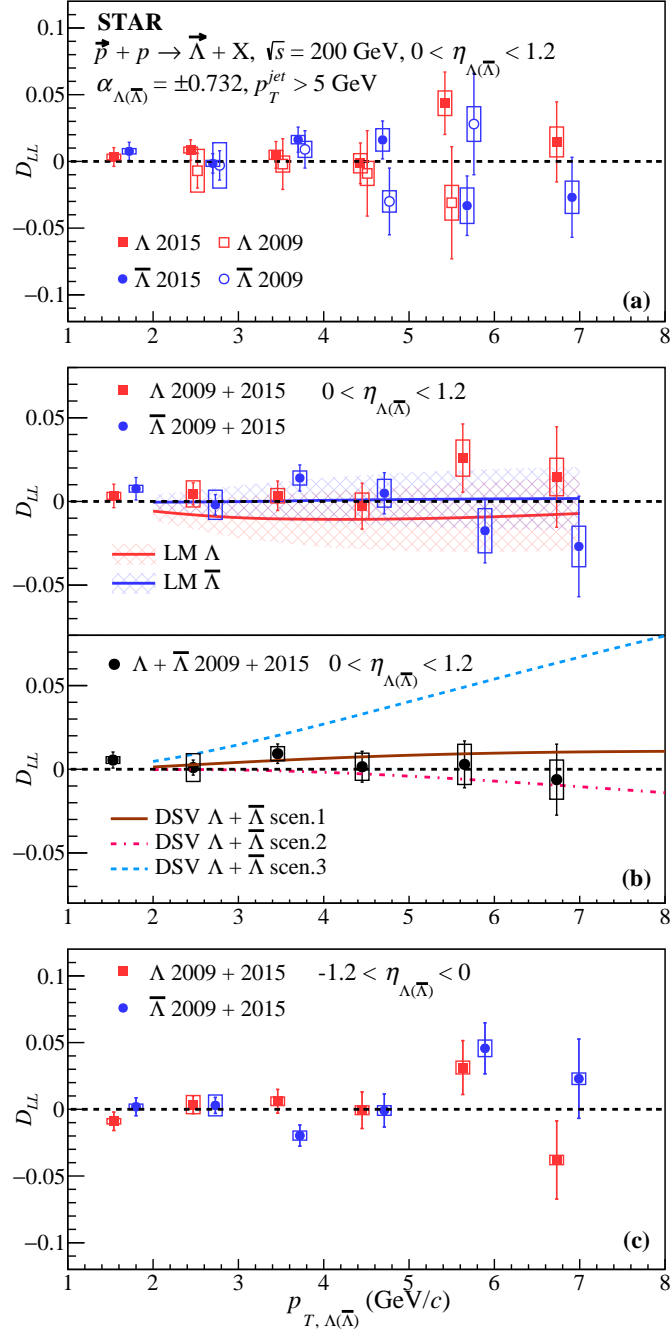 STAR
p⃗ + p → Λ⃗ + X, √s = 200 GeV, 0 < η_Λ(Λ̅) < 1.2
α_Λ(Λ̅) = ±0.732, p_T^jet > 5 GeV
0.1
0.05
0
−0.05
−0.1
D_LL
Λ 2015
Λ 2009
Λ̅ 2015
Λ̅ 2009
(a)
1 2 3 4 5 6 7 8
Λ 2009 + 2015
0 < η_Λ(Λ̅) < 1.2
Λ̅ 2009 + 2015
0.05
0
−0.05
D_LL
LM Λ
LM Λ̅
Λ + Λ̅ 2009 + 2015 0 < η_Λ(Λ̅) < 1.2
0.05
0
−0.05
D_LL
DSV Λ + Λ̅ scen.1
DSV Λ + Λ̅ scen.2
DSV Λ + Λ̅ scen.3
(b)
1 2 3 4 5 6 7 8
Λ 2009 + 2015
-1.2 < η_Λ(Λ̅) < 0
Λ̅ 2009 + 2015
0.1
0.05
0
−0.05
−0.1
D_LL
(c)
1 2 3 4 5 6 7 8
p_T, Λ(Λ̅) (GeV/c)